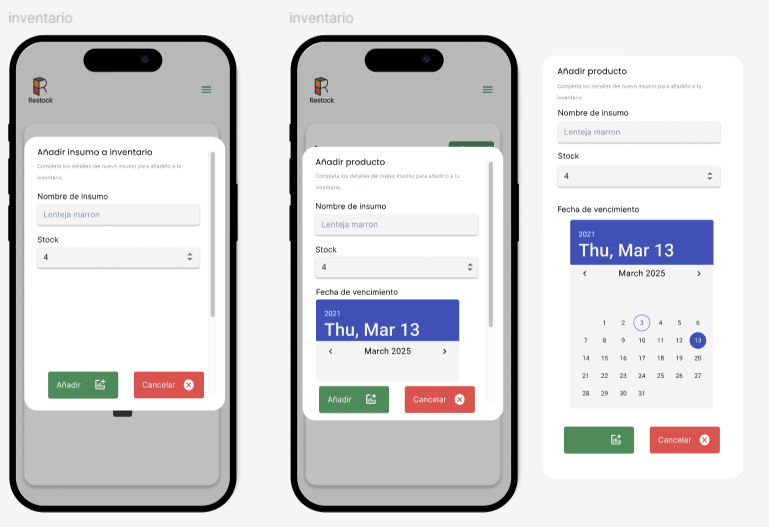 inventario
Restock
Añadir insumo a inventario
Completa los detalles del nuevo insumo para añadirlo a tu
inventario.
Nombre de insumo
Lenteja marron
Stock
4
Añadir
Cancelar
inventario
Restock
Añadir producto
Completa los detalles del nuevo insumo para añadirlo a tu
inventario.
Nombre de insumo
Lenteja marron
Stock
4
Fecha de vencimiento
2021
Thu, Mar 13
March 2025
Añadir
Cancelar
Añadir producto
Completa los detalles del nuevo insumo para añadirlo a tu
inventario.
Nombre de insumo
Lenteja marron
Stock
4
Fecha de vencimiento
2021
Thu, Mar 13
March 2025
1 2 3 4 5 6
7 8 9 10 11 12 13
14 15 16 17 18 19 20
21 22 23 24 25 26 27
28 29 30 31
Cancelar